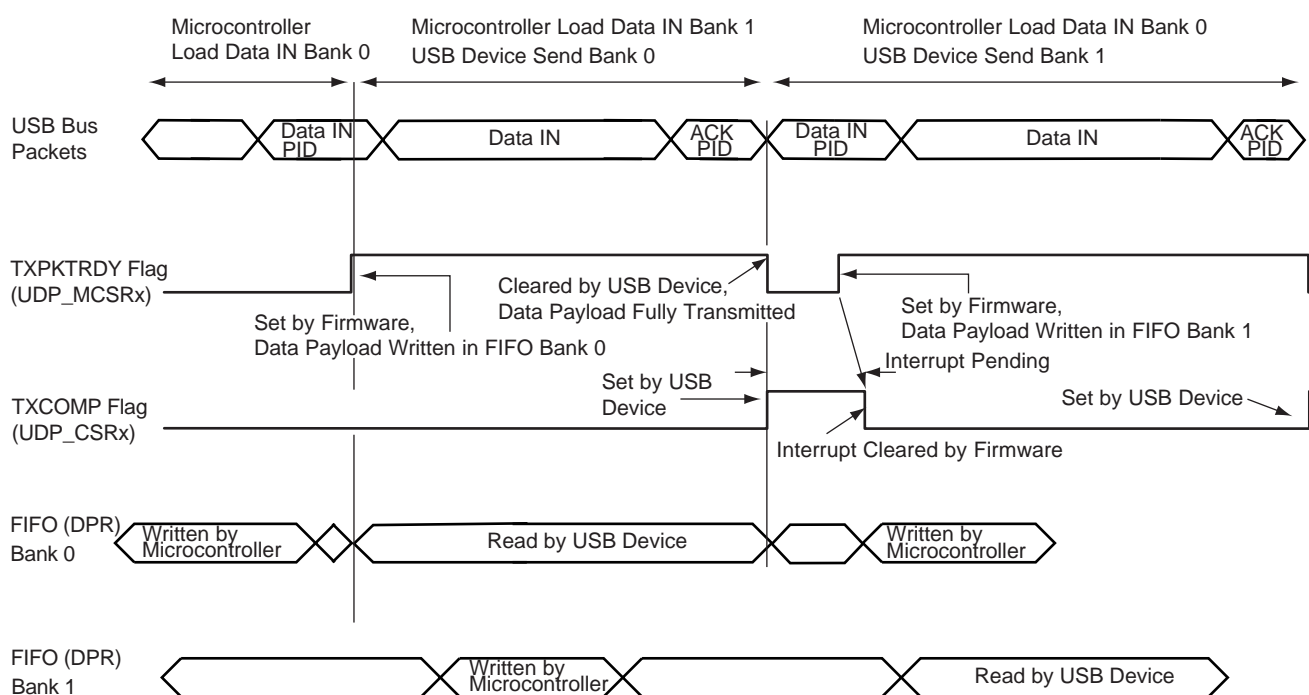 Microcontroller
Load Data IN Bank 0
Microcontroller Load Data IN Bank 1
USB Device Send Bank 0
Microcontroller Load Data IN Bank 0
USB Device Send Bank 1
USB Bus
Packets
Data IN
PID
Data IN
ACK
PID
Data IN
PID
Data IN
ACK
PID
TXPKTRDY Flag
(UDP_MCSRx)
Set by Firmware,
Data Payload Written in FIFO Bank 0
Cleared by USB Device,
Data Payload Fully Transmitted
Set by Firmware,
Data Payload Written in FIFO Bank 1
Interrupt Pending
TXCOMP Flag
(UDP_CSRx)
Set by USB
Device
Set by USB Device
Interrupt Cleared by Firmware
FIFO (DPR)
Bank 0
Written by
Microcontroller
Read by USB Device
Written by
Microcontroller
FIFO (DPR)
Bank 1
Written by
Microcontroller
Read by USB Device